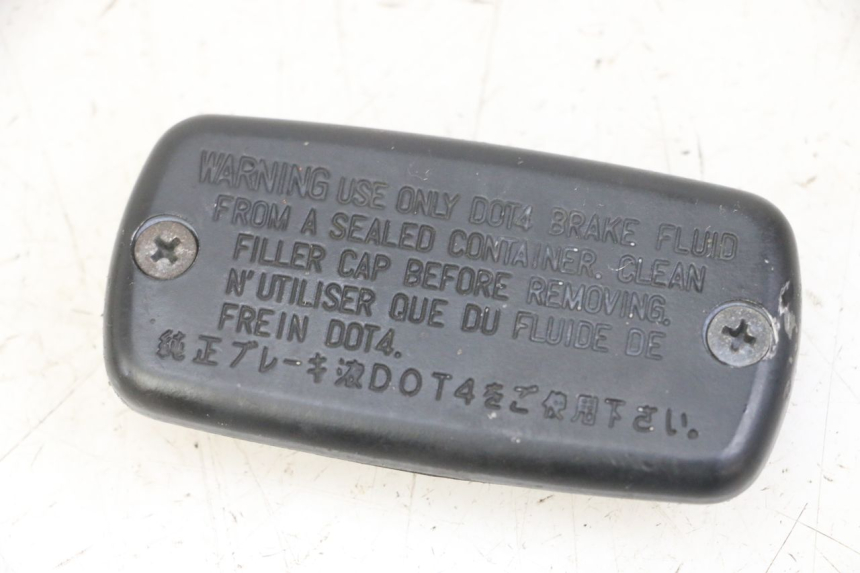 WARNING USE ONLY DOT4 BRAKE FLUID
FROM A SEALED CONTAINER. CLEAN
FILLER CAP BEFORE REMOVING.
N'UTILISER QUE DU FLUIDE DE
FREIN DOT4.
純正ブレーキ液DOT4をご使用下さい。